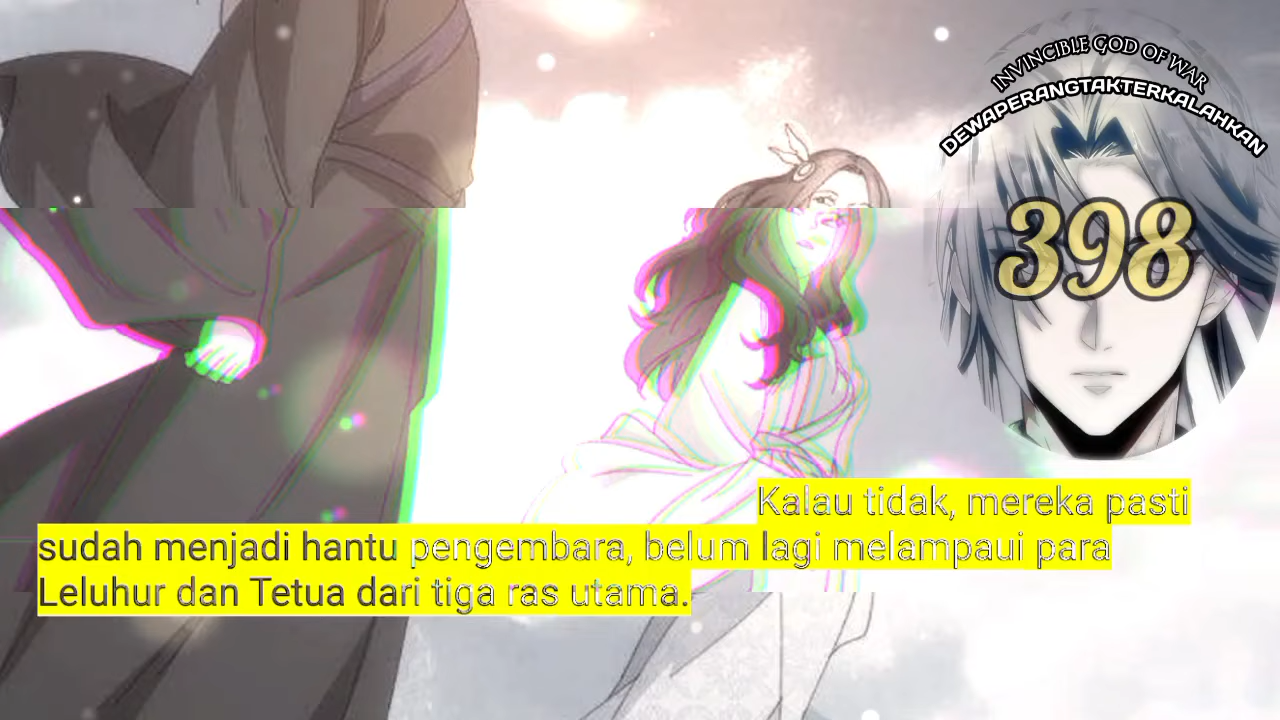 INVINCIBLE GOD OF WAR
DEWAPERANGTAKTERKALAHKAN
398
Kalau tidak, mereka pasti
sudah menjadi hantu pengembara, belum lagi melampaui para
Leluhur dan Tetua dari tiga ras utama.